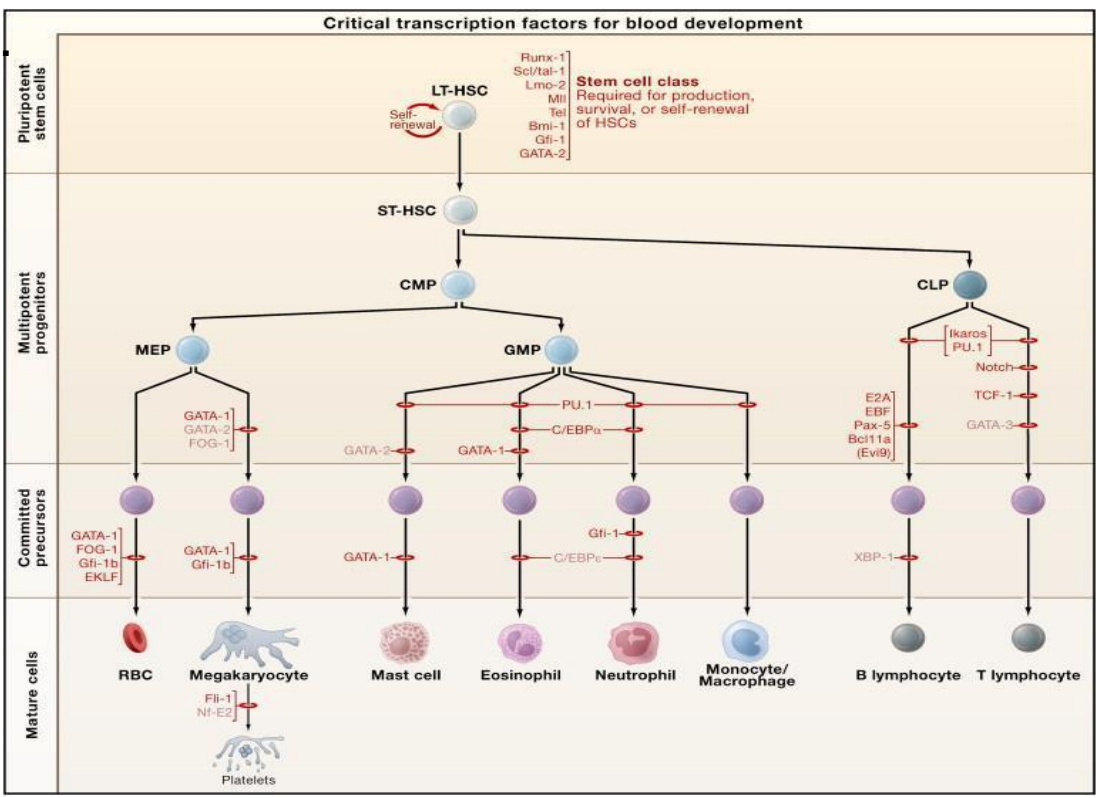 Critical transcription factors for blood development
Pluripotent
stem cells
LT-HSC
Self-
renewal
Runx-1
Scl/tal-1
Lmo-2
Mll
Tel
Bmi-1
Gfi-1
GATA-2
Stem cell class
Required for production,
survival, or self-renewal
of HSCs
Multipotent
progenitors
ST-HSC
CMP
CLP
MEP
GMP
Ikaros
PU.1
Notch
TCF-1
GATA-3
E2A
EBF
Pax-5
Bcl11a
(Evi9)
GATA-1
GATA-2
FOG-1
PU.1
C/EBPα
GATA-2
GATA-1
Committed
precursors
GATA-1
FOG-1
Gfi-1b
EKLF
GATA-1
Gfi-1b
GATA-1
Gfi-1
C/EBPε
XBP-1
Mature cells
RBC
Megakaryocyte
Mast cell
Eosinophil
Neutrophil
Monocyte/
Macrophage
B lymphocyte
T lymphocyte
Fli-1
Nf-E2
Platelets